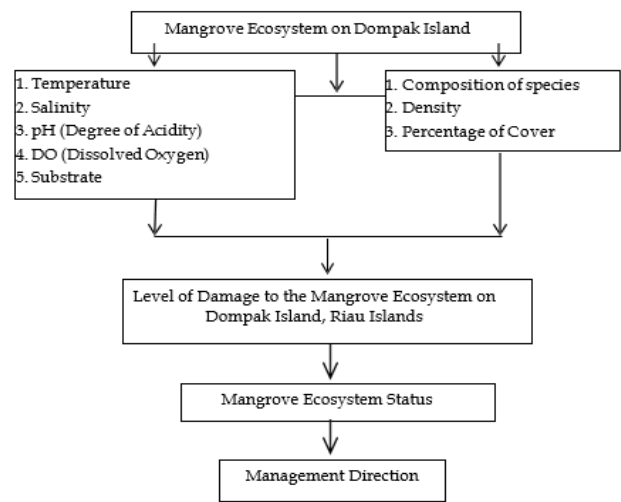 Mangrove Ecosystem on Dompak Island
1. Temperature
2. Salinity
3. pH (Degree of Acidity)
4. DO (Dissolved Oxygen)
5. Substrate
1. Composition of species
2. Density
3. Percentage of Cover
Level of Damage to the Mangrove Ecosystem on
Dompak Island, Riau Islands
Mangrove Ecosystem Status
Management Direction